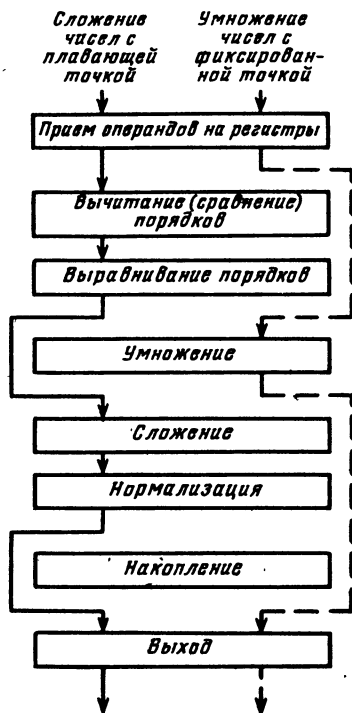 Сложение
чисел с
плавающей
точкой
Умножение
чисел с
фиксирован-
ной точкой
Прием операндов на регистры
Вычитание (сравнение)
порядков
Выравнивание порядков
Умножение
Сложение
Нормализация
Накопление
Выход